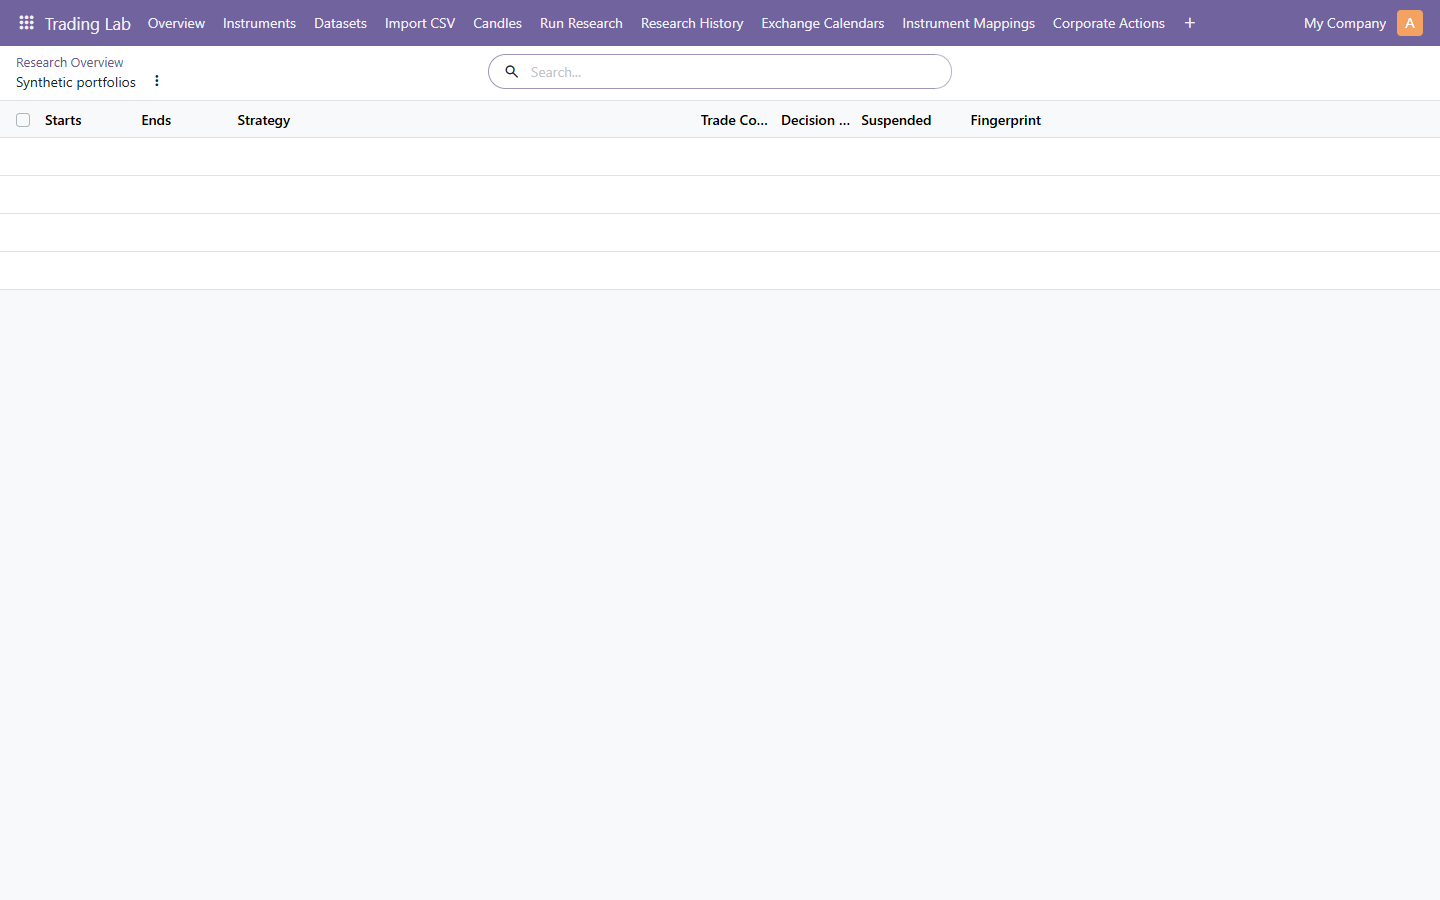 Trading Lab Overview Instruments Datasets Import CSV Candles Run Research Research History Exchange Calendars Instrument Mappings Corporate Actions + My Company A
Research Overview
Synthetic portfolios
Search...
Starts Ends Strategy Trade Co... Decision ... Suspended Fingerprint